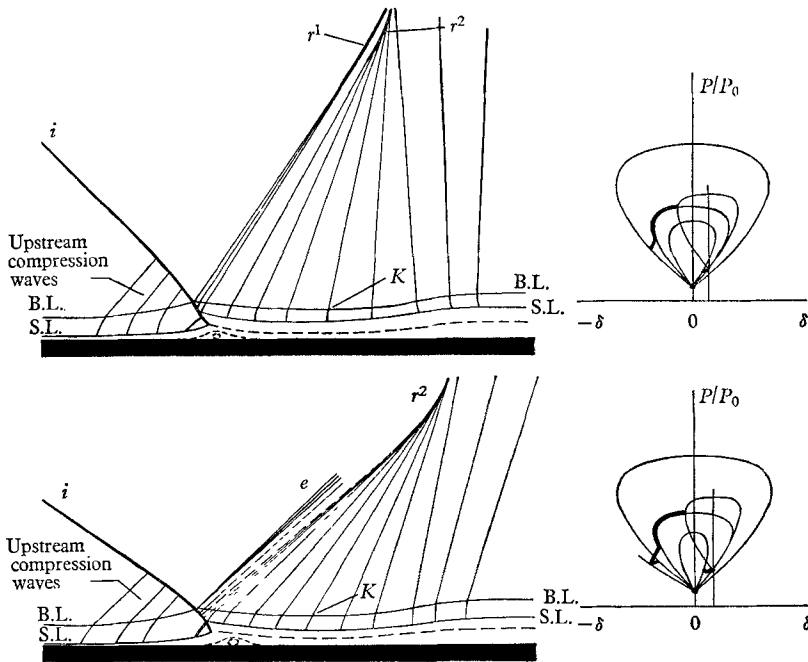 r¹
r²
i
P/P₀
Upstream
compression
waves
K
B.L.
B.L.
S.L.
S.L.
−δ
0
δ
r²
P/P₀
e
i
Upstream
compression
waves
K
B.L.
B.L.
S.L.
S.L.
−δ
0
δ